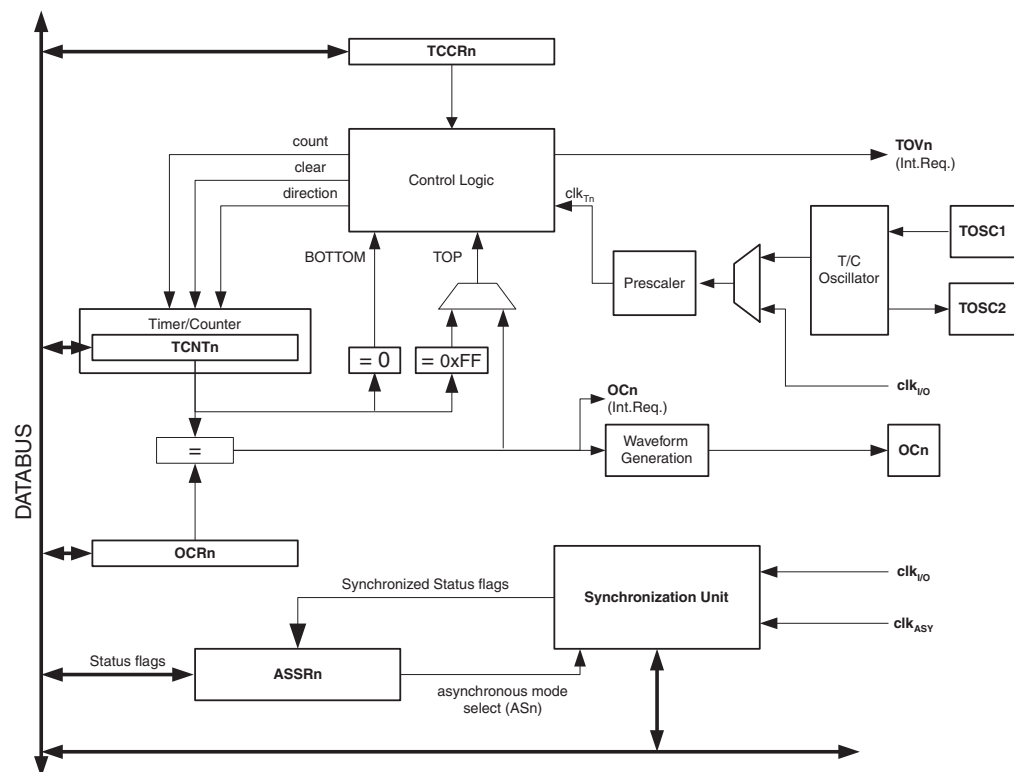 TCCRn
count
clear
direction
Control Logic
TOVn
(Int.Req.)
clkTn
BOTTOM
TOP
Prescaler
T/C
Oscillator
TOSC1
TOSC2
Timer/Counter
TCNTn
= 0
= 0xFF
clkI/O
OCn
(Int.Req.)
=
Waveform
Generation
OCn
DATABUS
OCRn
Synchronized Status flags
Synchronization Unit
clkI/O
clkASY
Status flags
ASSRn
asynchronous mode
select (ASn)